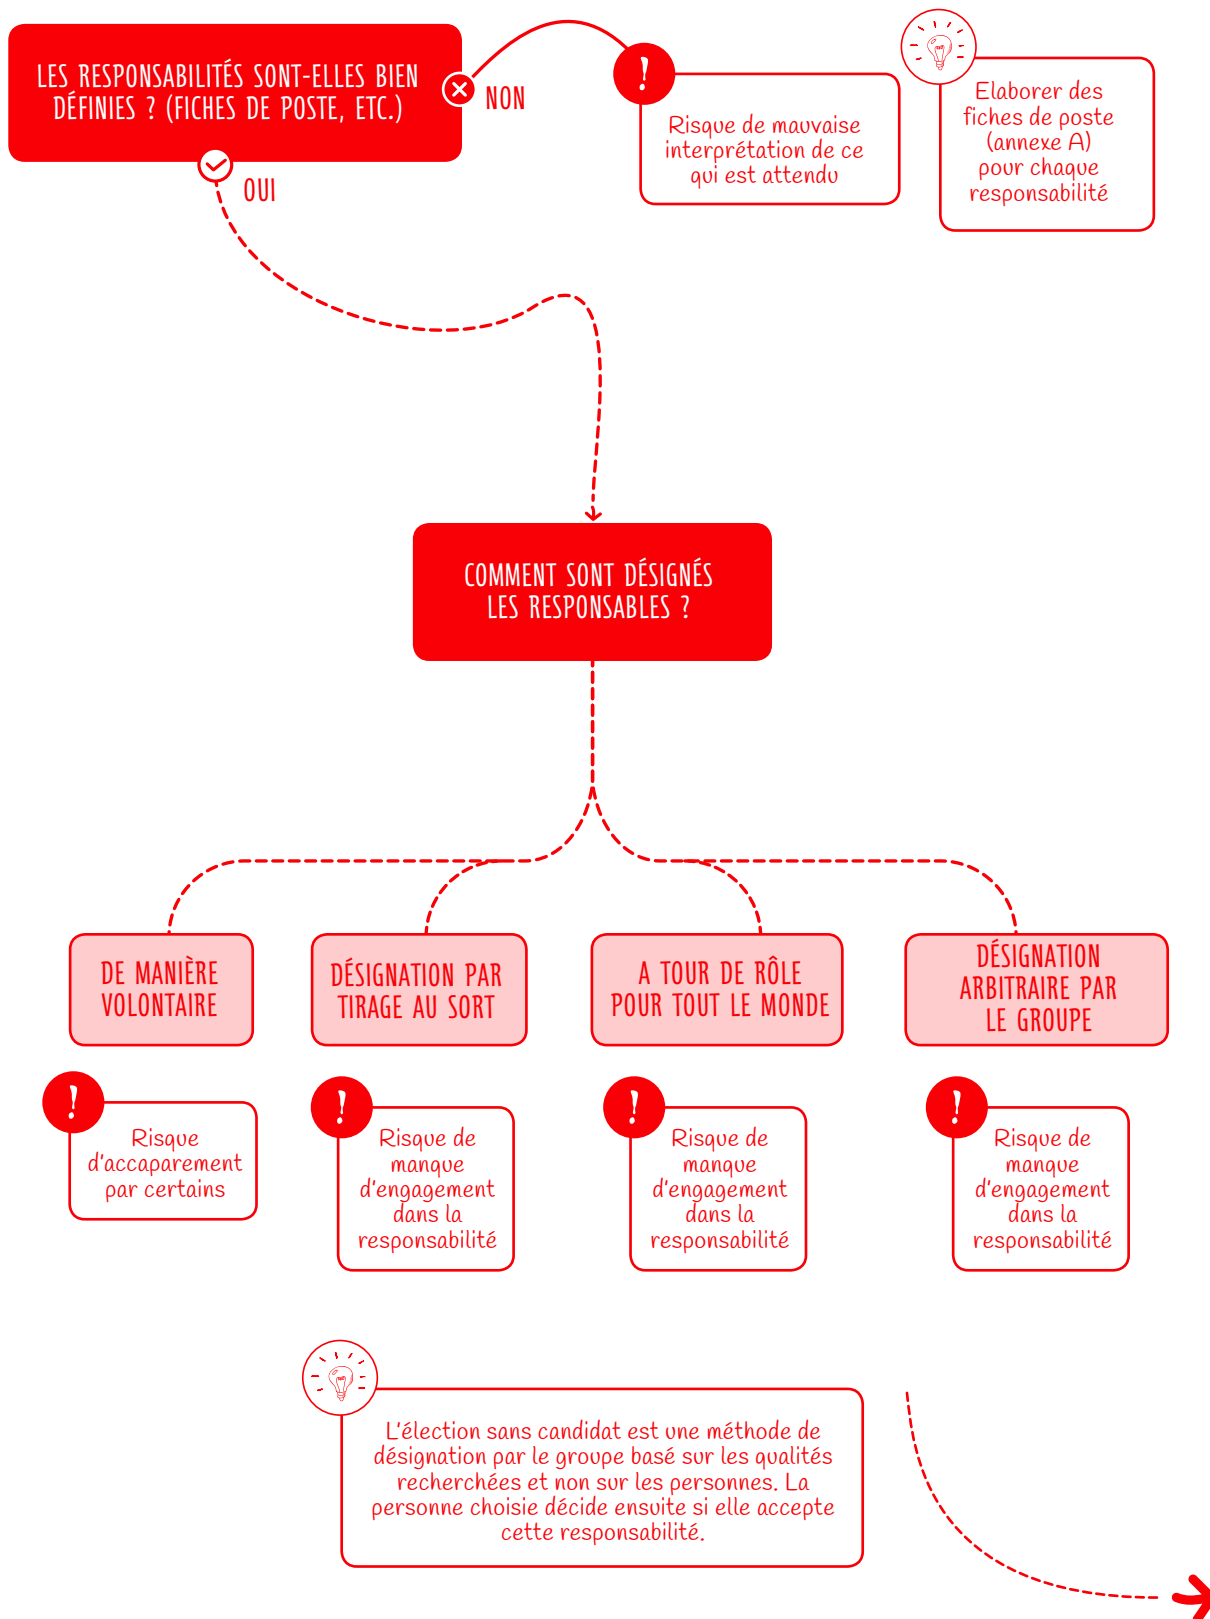 LES RESPONSABILITÉS SONT-ELLES BIEN
DÉFINIES ? (FICHES DE POSTE, ETC.)
NON
OUI
!
Risque de mauvaise
interprétation de ce
qui est attendu
Elaborer des
fiches de poste
(annexe A)
pour chaque
responsabilité
COMMENT SONT DÉSIGNÉS
LES RESPONSABLES ?
DE MANIÈRE
VOLONTAIRE
DÉSIGNATION PAR
TIRAGE AU SORT
A TOUR DE RÔLE
POUR TOUT LE MONDE
DÉSIGNATION
ARBITRAIRE PAR
LE GROUPE
!
Risque
d'accaparement
par certains
!
Risque de
manque
d'engagement
dans la
responsabilité
!
Risque de
manque
d'engagement
dans la
responsabilité
!
Risque de
manque
d'engagement
dans la
responsabilité
L'élection sans candidat est une méthode de
désignation par le groupe basé sur les qualités
recherchées et non sur les personnes. La
personne choisie décide ensuite si elle accepte
cette responsabilité.